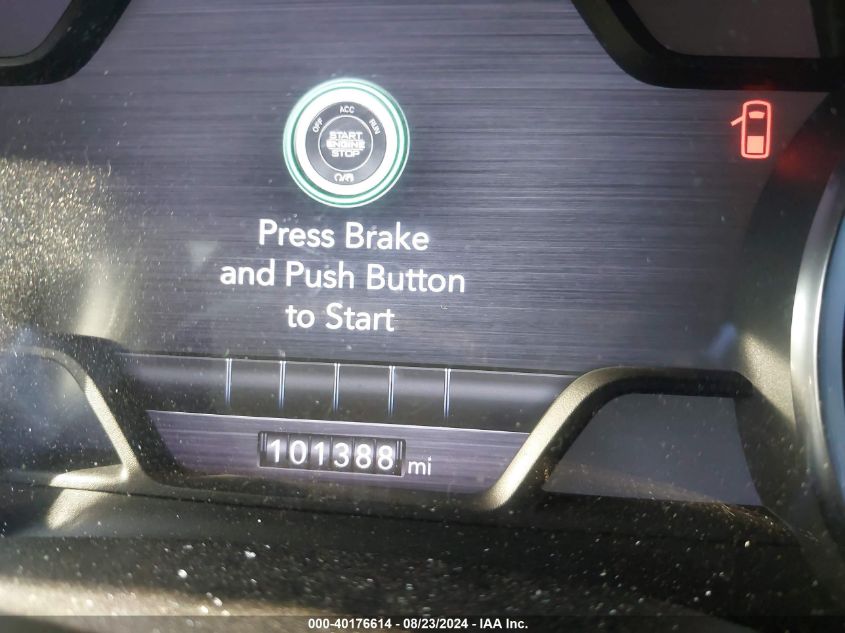 OFF ACC RUN
START
ENGINE
STOP
Press Brake
and Push Button
to Start
101388 mi
000-40176614 - 08/23/2024 - IAA Inc.